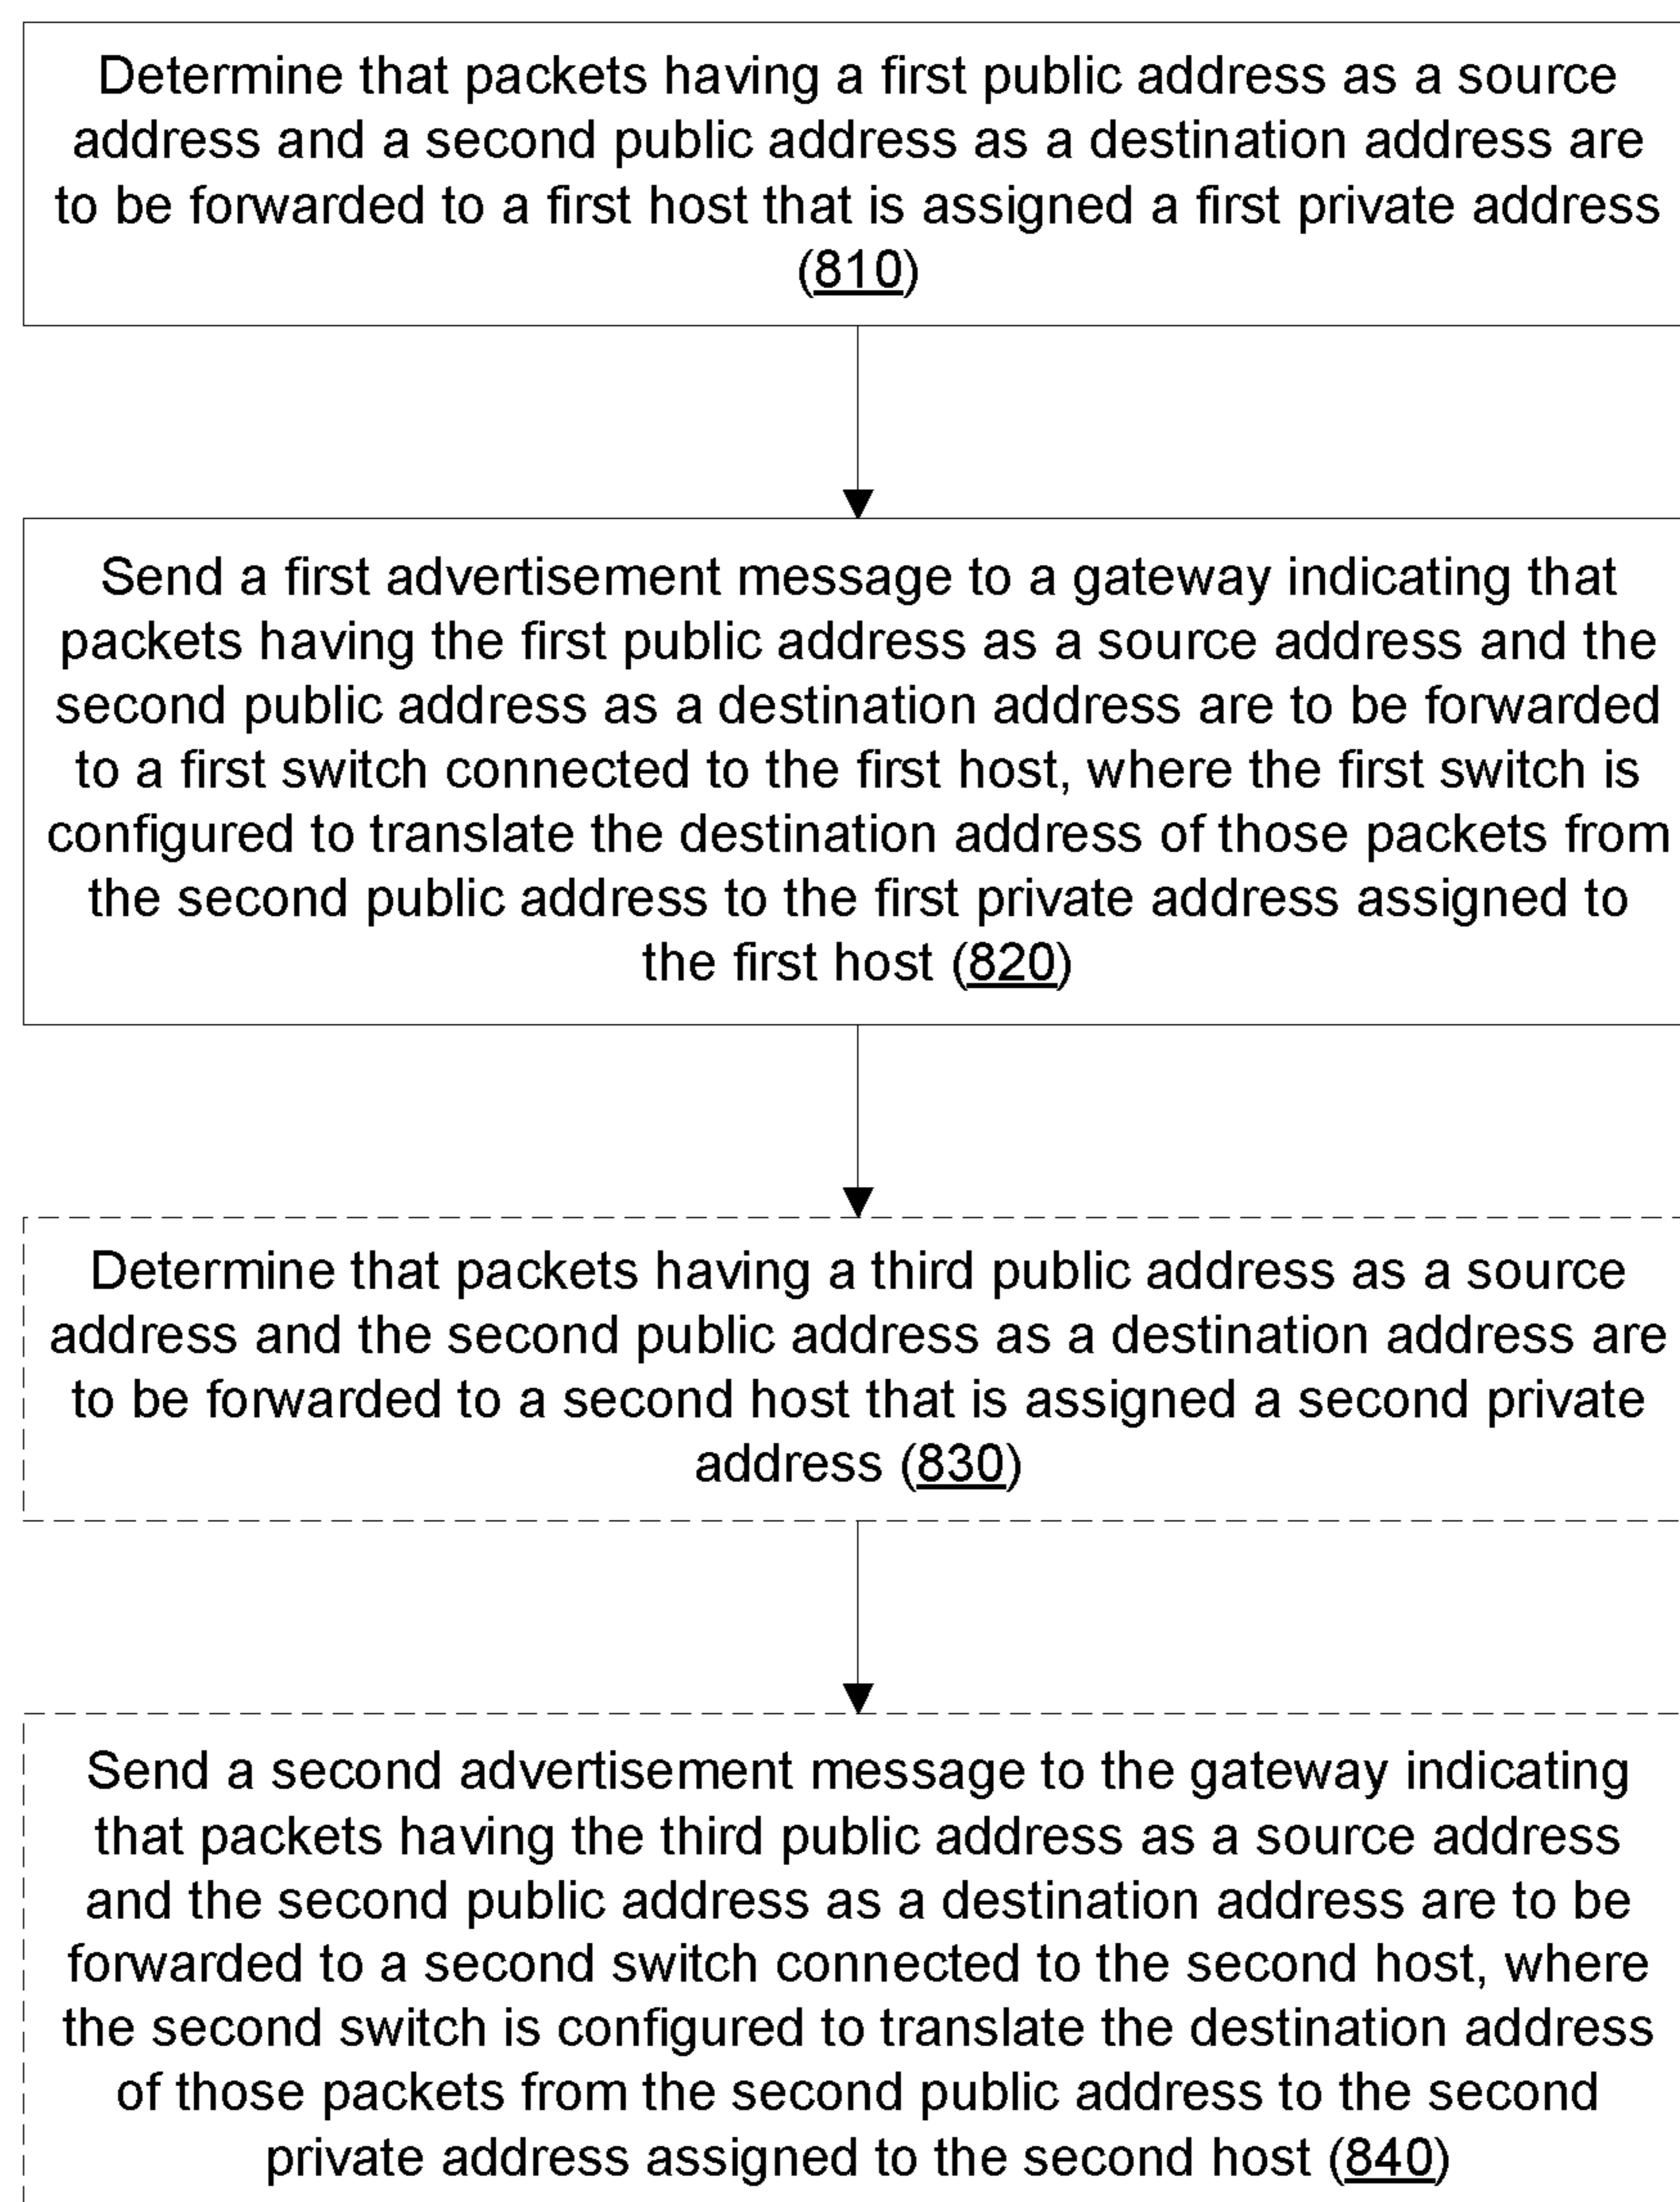 Determine that packets having a first public address as a source
address and a second public address as a destination address are
to be forwarded to a first host that is assigned a first private address
(810)
Send a first advertisement message to a gateway indicating that
packets having the first public address as a source address and the
second public address as a destination address are to be forwarded
to a first switch connected to the first host, where the first switch is
configured to translate the destination address of those packets from
the second public address to the first private address assigned to
the first host (820)
Determine that packets having a third public address as a source
address and the second public address as a destination address are
to be forwarded to a second host that is assigned a second private
address (830)
Send a second advertisement message to the gateway indicating
that packets having the third public address as a source address
and the second public address as a destination address are to be
forwarded to a second switch connected to the second host, where
the second switch is configured to translate the destination address
of those packets from the second public address to the second
private address assigned to the second host (840)